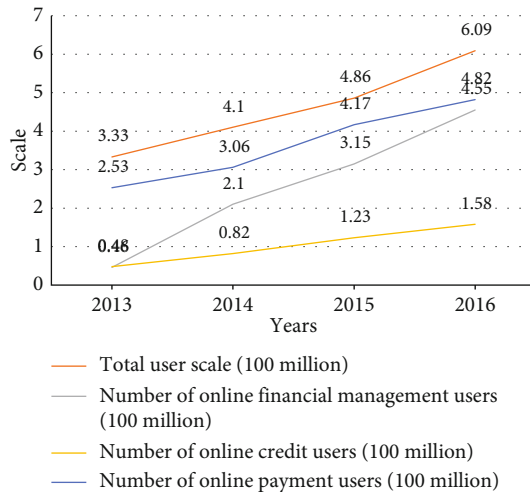 7
6
5
4
3
2
1
0
Scale
6.09
4.86
4.82
4.1
4.17
4.55
3.33
3.06
3.15
2.53
2.1
1.58
1.23
0.82
2013 2014 2015 2016
Years
Total user scale (100 million)
Number of online financial management users
(100 million)
Number of online credit users (100 million)
Number of online payment users (100 million)